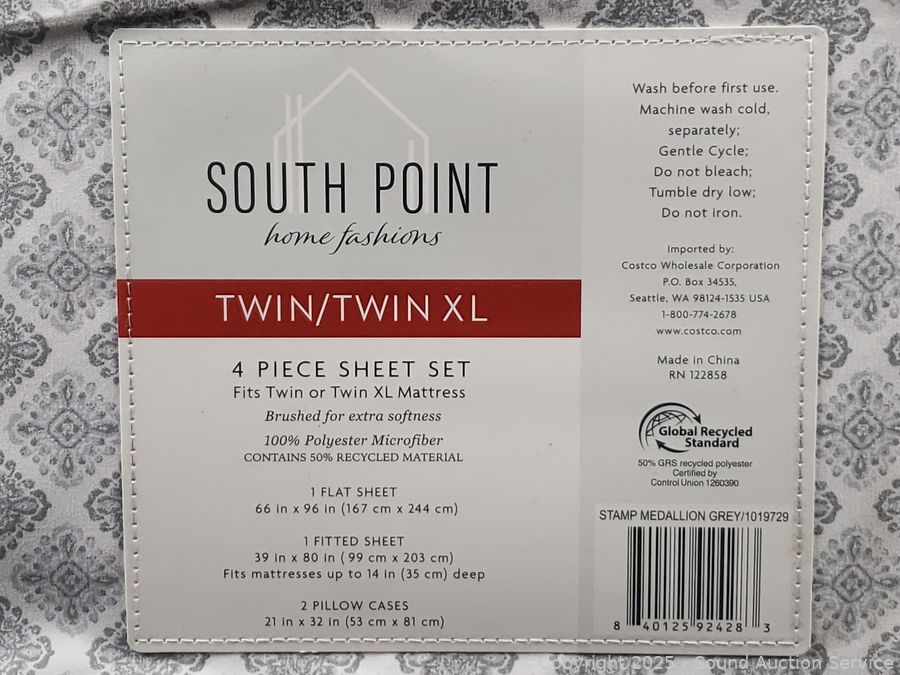 SOUTH POINT
home fashions
TWIN/TWIN XL
4 PIECE SHEET SET
Fits Twin or Twin XL Mattress
Brushed for extra softness
100% Polyester Microfiber
CONTAINS 50% RECYCLED MATERIAL
1 FLAT SHEET
66 in x 96 in (167 cm x 244 cm)
1 FITTED SHEET
39 in x 80 in ( 99 cm x 203 cm)
Fits mattresses up to 14 in (35 cm) deep
2 PILLOW CASES
21 in x 32 in (53 cm x 81 cm)
Wash before first use.
Machine wash cold,
separately;
Gentle Cycle;
Do not bleach;
Tumble dry low;
Do not iron.
Imported by:
Costco Wholesale Corporation
P.O. Box 34535,
Seattle, WA 98124-1535 USA
1-800-774-2678
www.costco.com
Made in China
RN 122858
Global Recycled
Standard
50% GRS recycled polyester
Certified by
Control Union 1260390
STAMP MEDALLION GREY/1019729
8 40125 92428 3
Copyright 2025 - Sound Auction Service